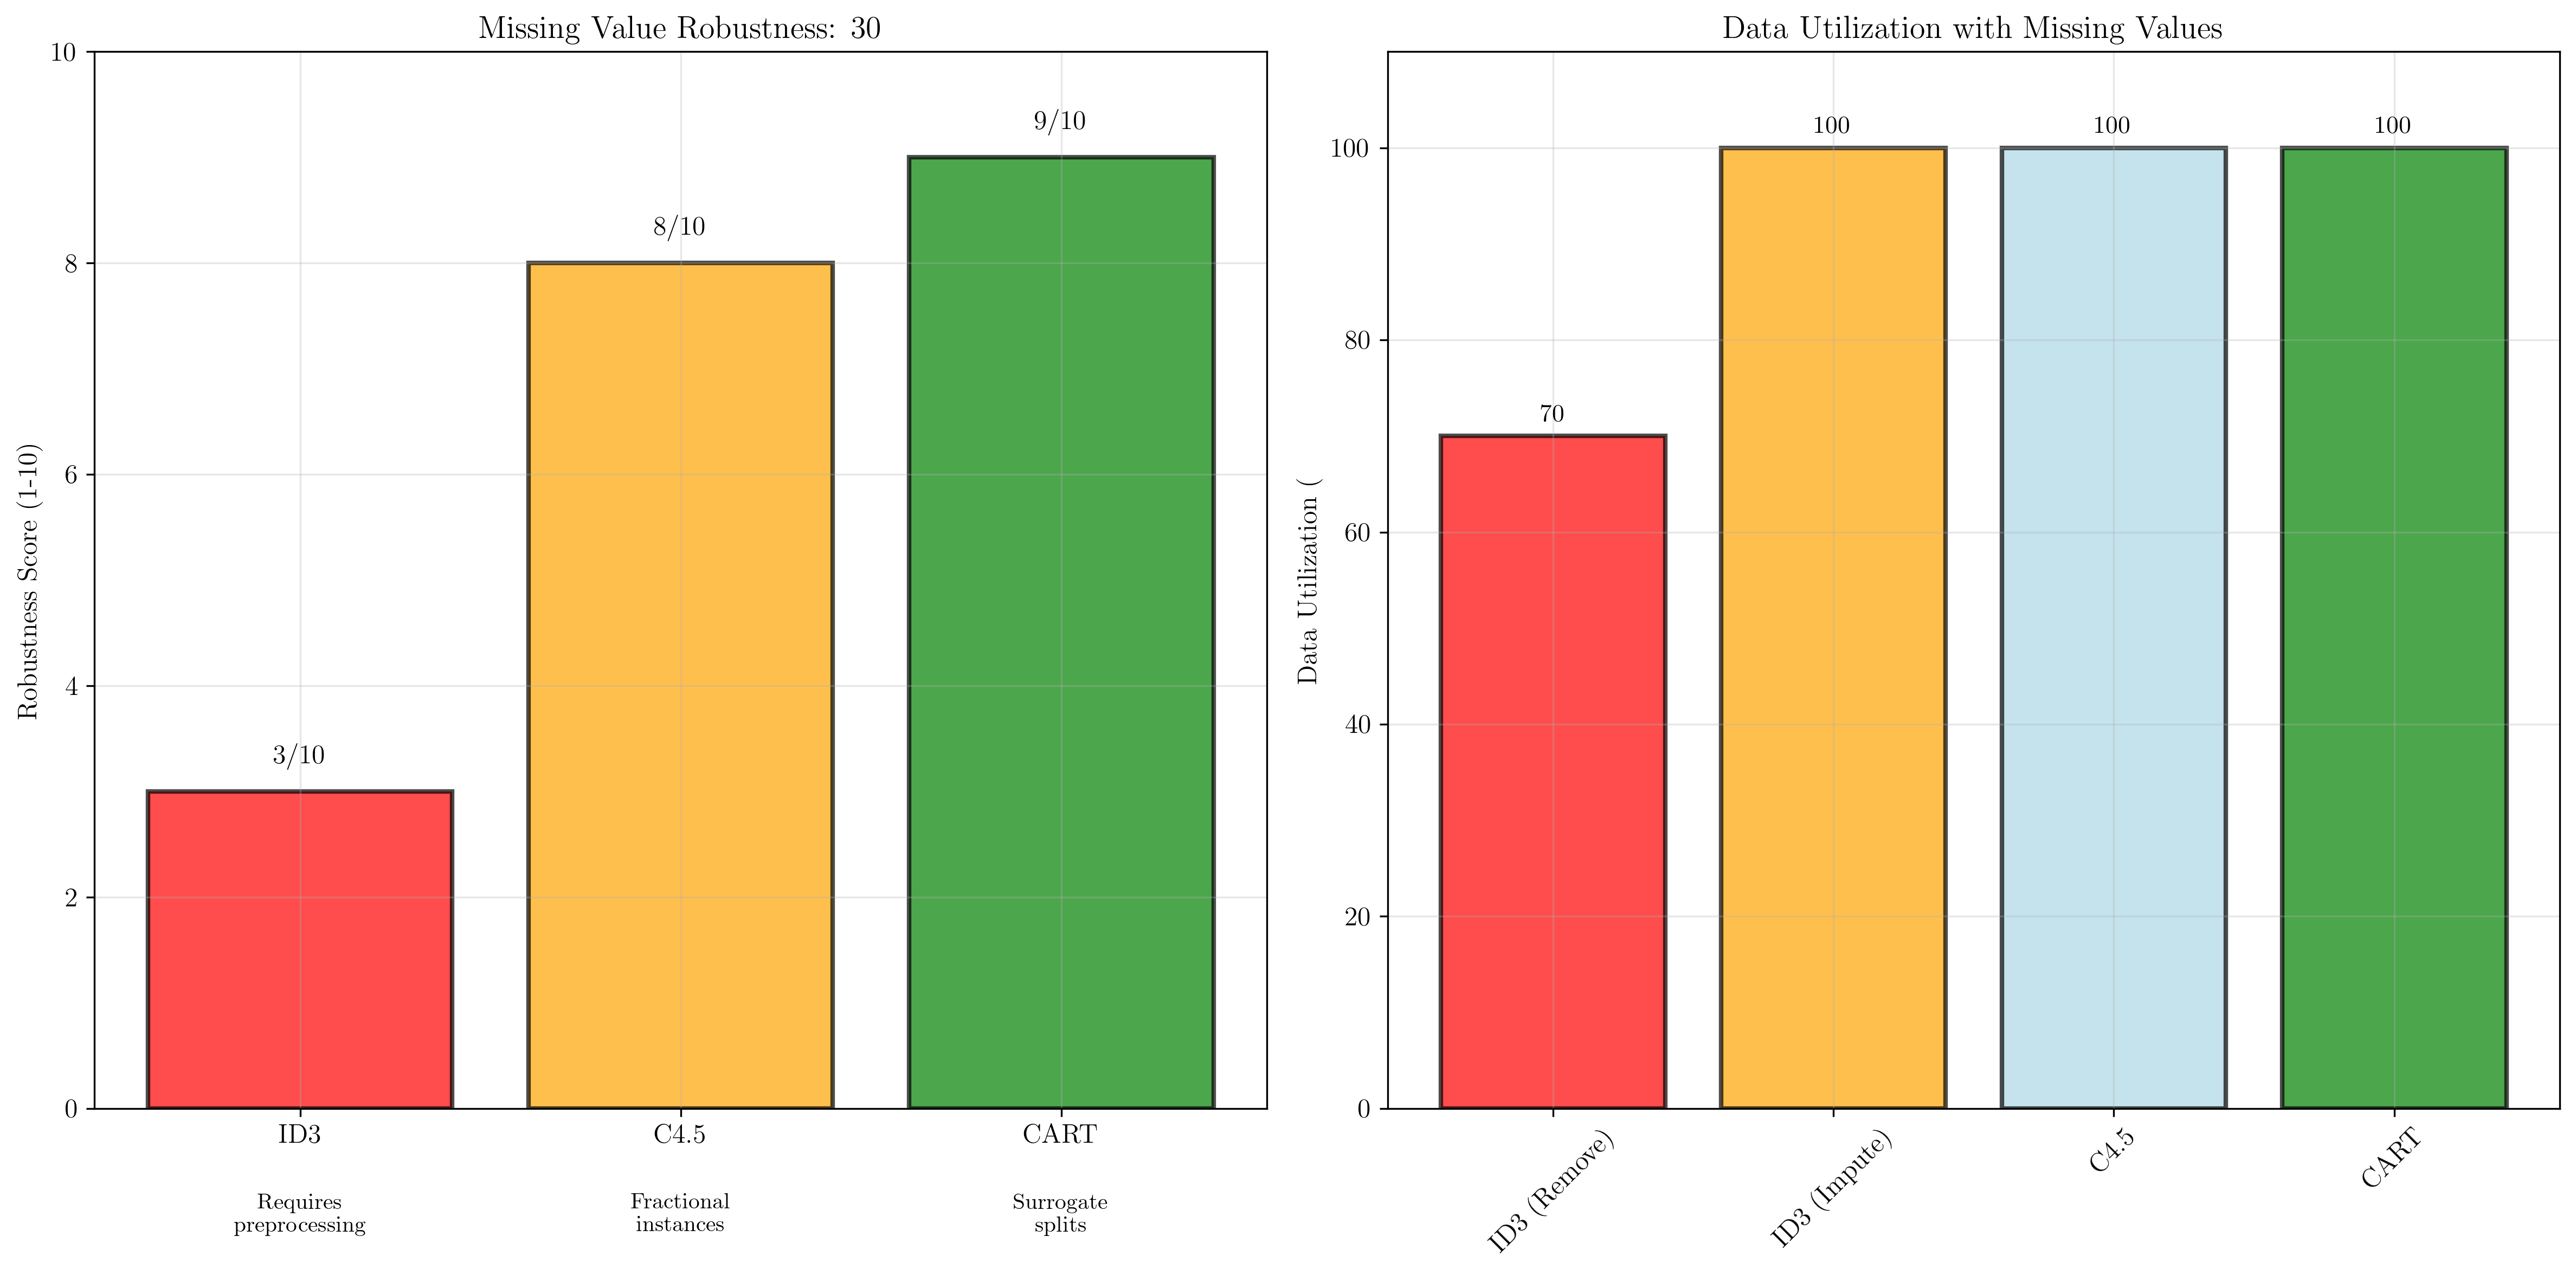 Missing Value Robustness: 30
Robustness Score (1-10)
10
8
6
4
2
0
3/10
8/10
9/10
ID3
C4.5
CART
Requires
preprocessing
Fractional
instances
Surrogate
splits
Data Utilization with Missing Values
Data Utilization (
100
80
60
40
20
0
70
100
100
100
ID3 (Remove)
ID3 (Impute)
C4.5
CART